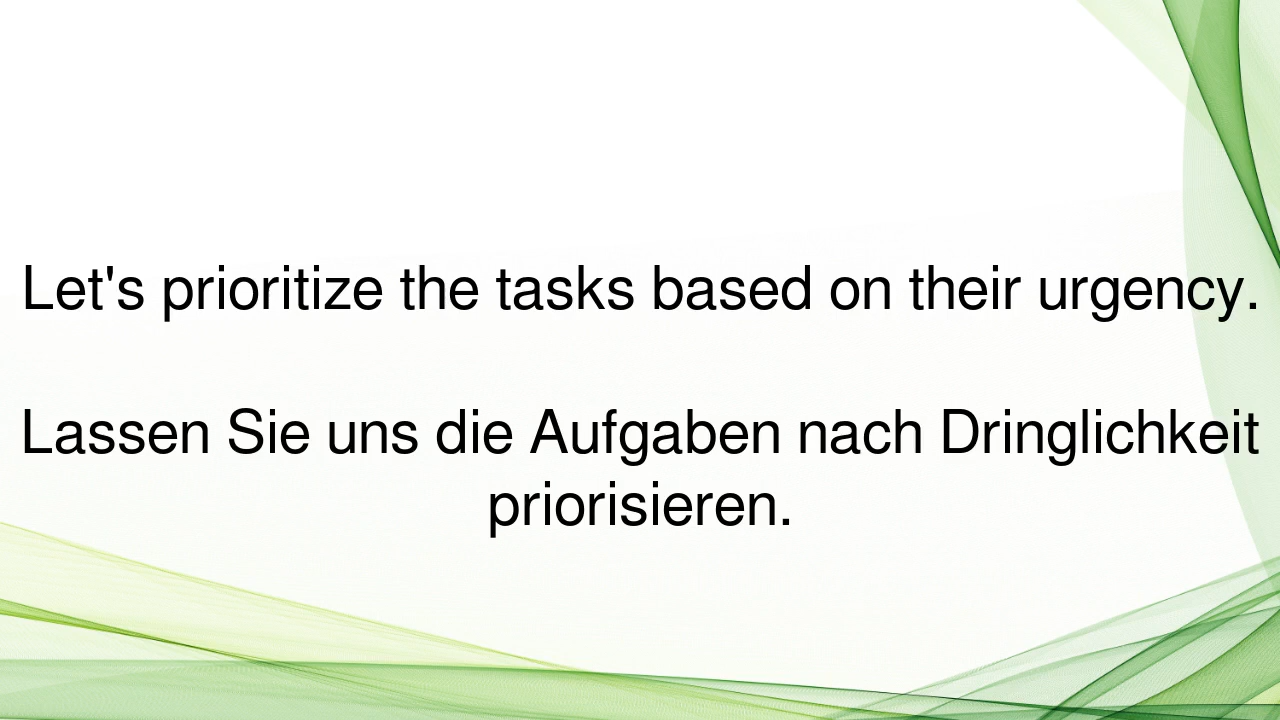 Let's prioritize the tasks based on their urgency.
Lassen Sie uns die Aufgaben nach Dringlichkeit
priorisieren.